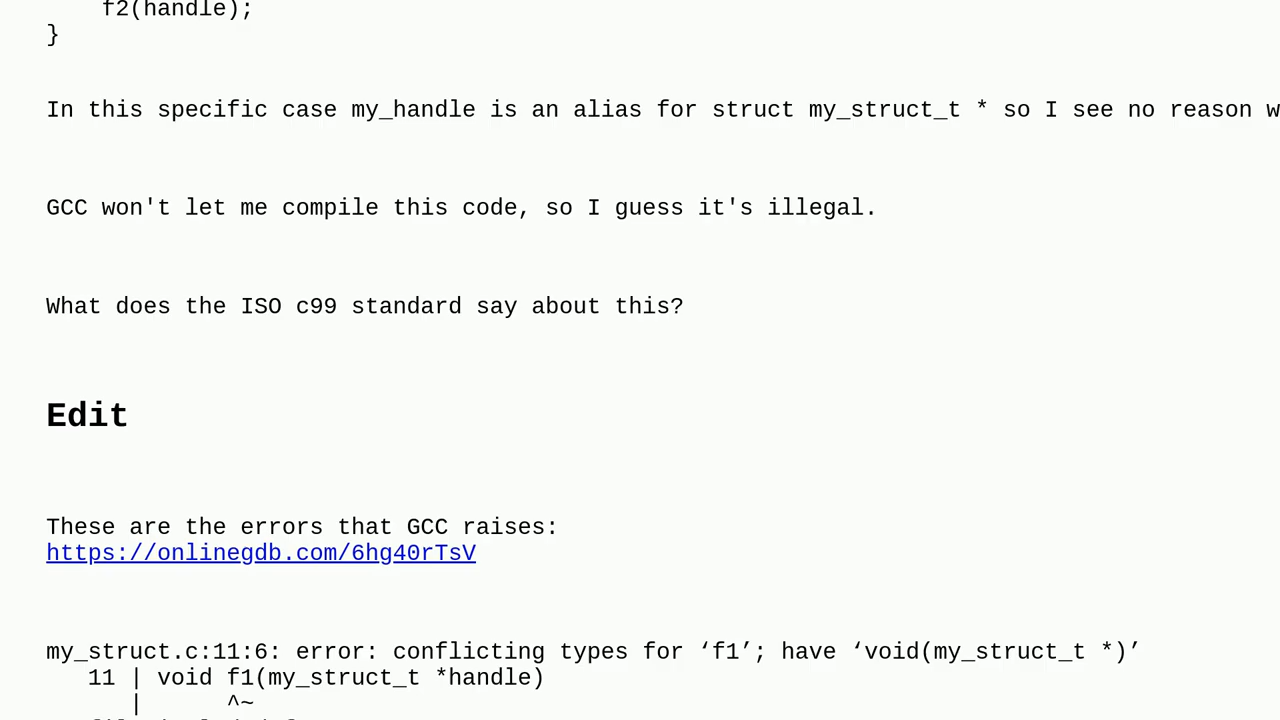 f2(handle);
}
In this specific case my_handle is an alias for struct my_struct_t * so I see no reason
GCC won't let me compile this code, so I guess it's illegal.
What does the ISO c99 standard say about this?
Edit
These are the errors that GCC raises:
https://onlinegdb.com/6hg40rTsV
my_struct.c:11:6: error: conflicting types for ‘f1’; have ‘void(my_struct_t *)’
   11 | void f1(my_struct_t *handle)
      |      ^~